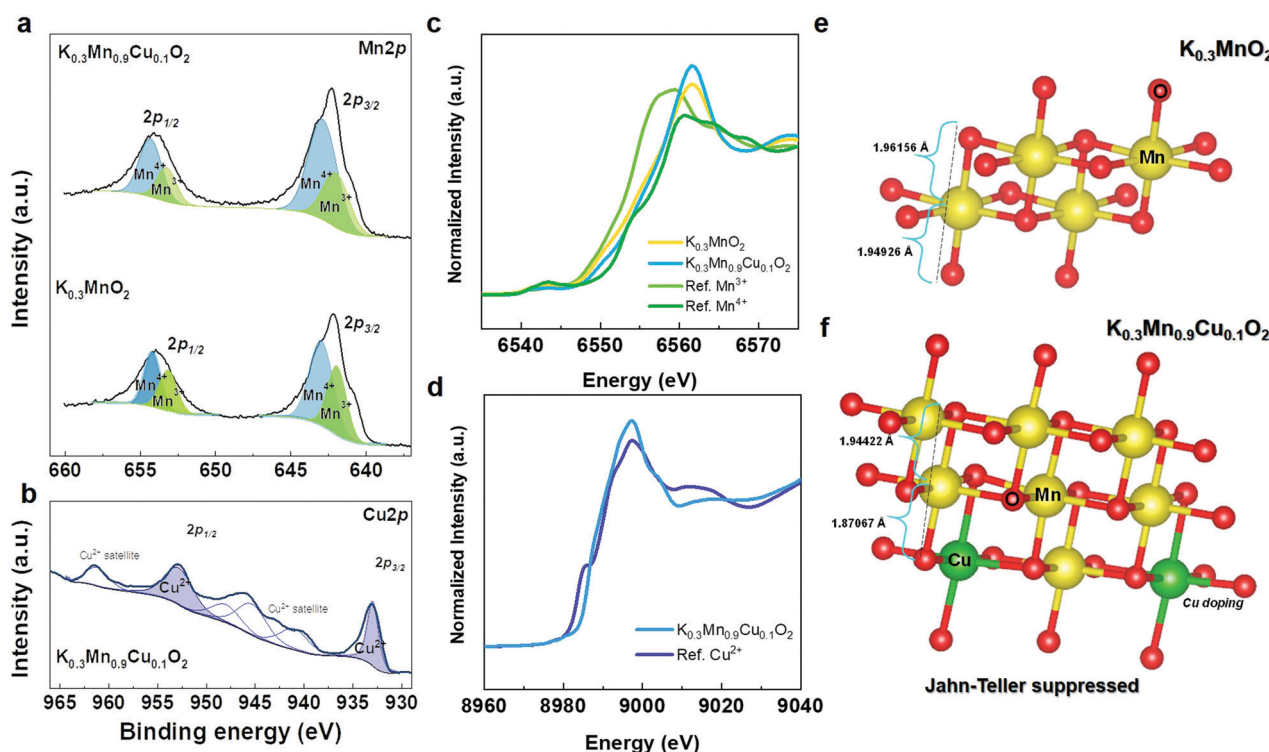 a
K0.3Mn0.9Cu0.1O2
Mn2p
2p3/2
2p1/2
Mn4+
Mn3+
Mn4+
Mn3+
K0.3MnO2
2p3/2
2p1/2
Mn4+
Mn3+
Mn4+
Mn3+
Intensity (a.u.)
660 655 650 645 640
b
Cu2p
2p1/2
2p3/2
Cu2+ satellite
Cu2+
Cu2+ satellite
Cu2+
K0.3Mn0.9Cu0.1O2
Intensity (a.u.)
965 960 955 950 945 940 935 930
Binding energy (eV)
c
Normalized Intensity (a.u.)
K0.3MnO2
K0.3Mn0.9Cu0.1O2
Ref. Mn3+
Ref. Mn4+
6540 6550 6560 6570
Energy (eV)
d
Normalized Intensity (a.u.)
K0.3Mn0.9Cu0.1O2
Ref. Cu2+
8960 8980 9000 9020 9040
Energy (eV)
e
K0.3MnO2
O
1.96156 Å
Mn
1.94926 Å
f
K0.3Mn0.9Cu0.1O2
1.94422 Å
O
Mn
1.87067 Å
Cu
Cu doping
Jahn-Teller suppressed